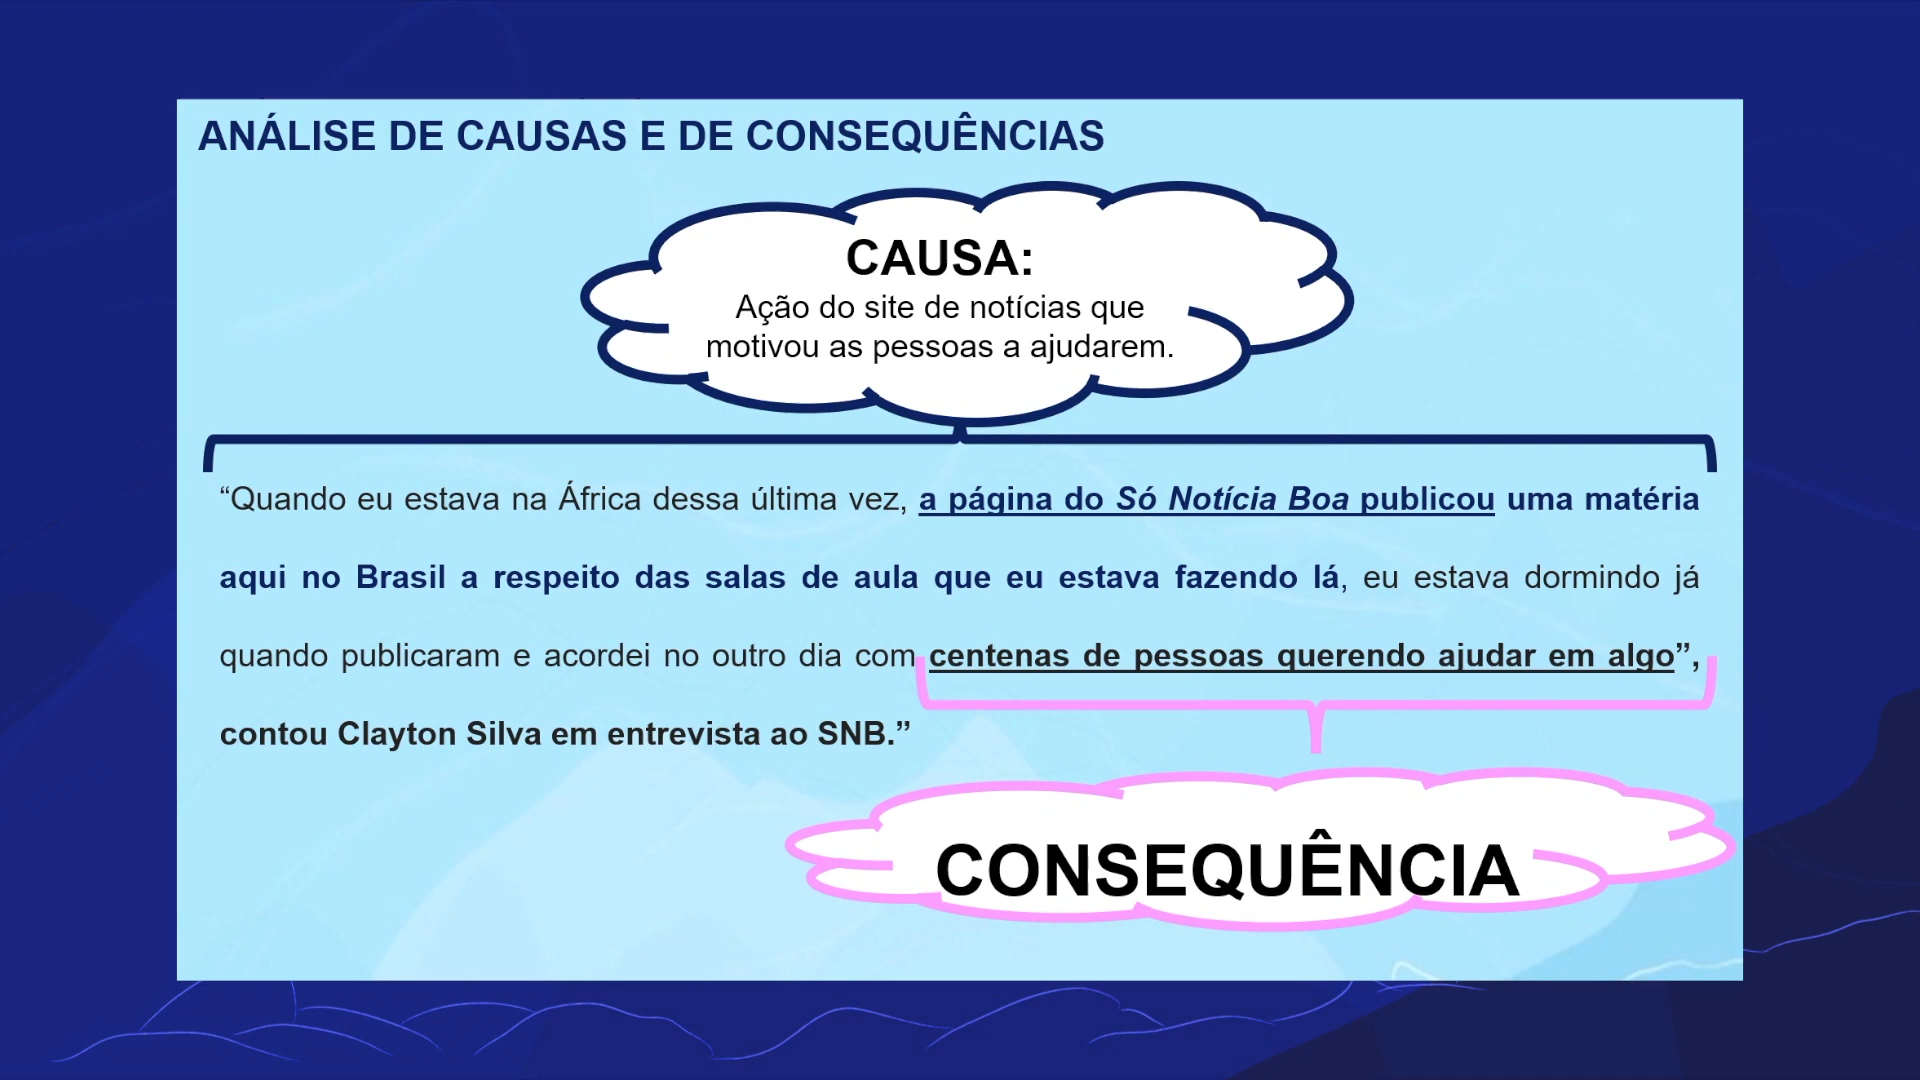 ANÁLISE DE CAUSAS E DE CONSEQUÊNCIAS
CAUSA:
Ação do site de notícias que
motivou as pessoas a ajudarem.
“Quando eu estava na África dessa última vez, a página do Só Notícia Boa publicou uma matéria
aqui no Brasil a respeito das salas de aula que eu estava fazendo lá, eu estava dormindo já
quando publicaram e acordei no outro dia com centenas de pessoas querendo ajudar em algo”,
contou Clayton Silva em entrevista ao SNB.”
CONSEQUÊNCIA